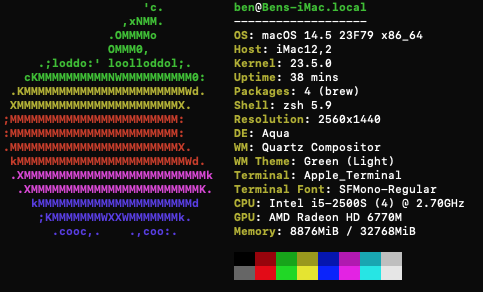 'c.
,xNMM.
.OMMMMo
OMMM0,
.;loddo:' loolloddol;.
cKMMMMMMMMMMNWMMMMMMMMMM0:
.KMMMMMMMMMMMMMMMMMMMMMMMWd.
XMMMMMMMMMMMMMMMMMMMMMMMX.
;MMMMMMMMMMMMMMMMMMMMMMMM:
:MMMMMMMMMMMMMMMMMMMMMMMM:
.MMMMMMMMMMMMMMMMMMMMMMMMX.
kMMMMMMMMMMMMMMMMMMMMMMMMWd.
.XMMMMMMMMMMMMMMMMMMMMMMMMMMk
.XMMMMMMMMMMMMMMMMMMMMMMMMK.
kMMMMMMMMMMMMMMMMMMMMMMd
;KMMMMMMMWXXWMMMMMMMk.
.cooc,.    .,coo:.
ben@Bens-iMac.local
-------------------
OS: macOS 14.5 23F79 x86_64
Host: iMac12,2
Kernel: 23.5.0
Uptime: 38 mins
Packages: 4 (brew)
Shell: zsh 5.9
Resolution: 2560x1440
DE: Aqua
WM: Quartz Compositor
WM Theme: Green (Light)
Terminal: Apple_Terminal
Terminal Font: SFMono-Regular
CPU: Intel i5-2500S (4) @ 2.70GHz
GPU: AMD Radeon HD 6770M
Memory: 8876MiB / 32768MiB